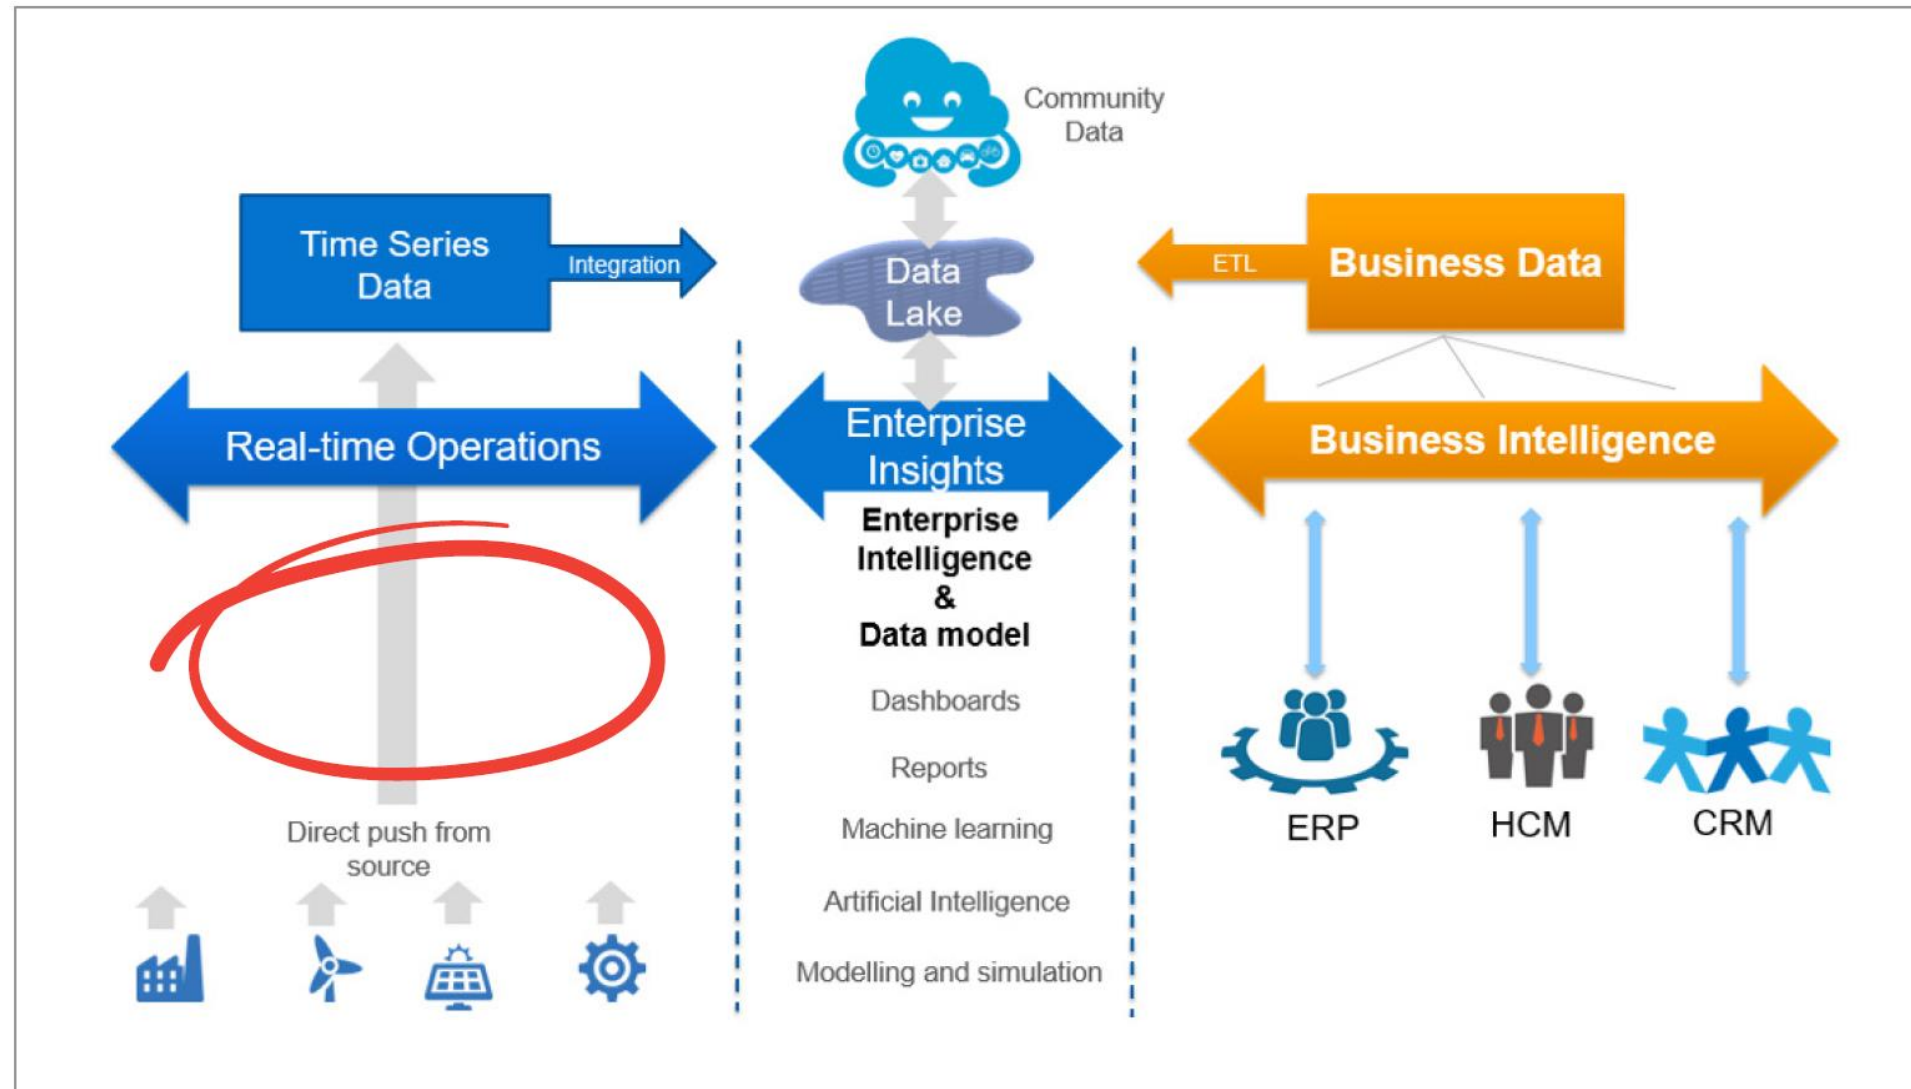 Community
Data
Time Series
Data
Integration
Data
Lake
ETL
Business Data
Real-time Operations
Enterprise
Insights
Business Intelligence
Enterprise
Intelligence
&
Data model
Dashboards
Reports
Machine learning
Artificial Intelligence
Modelling and simulation
Direct push from
source
ERP
HCM
CRM